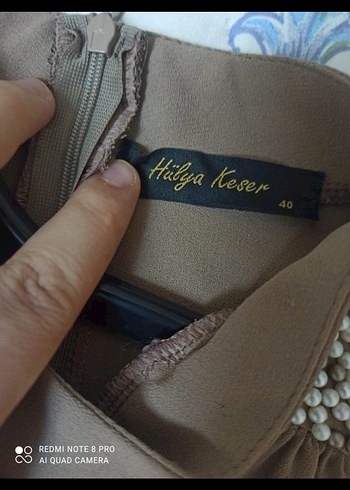 Hülya Keser
40
REDMI NOTE 8 PRO
AI QUAD CAMERA